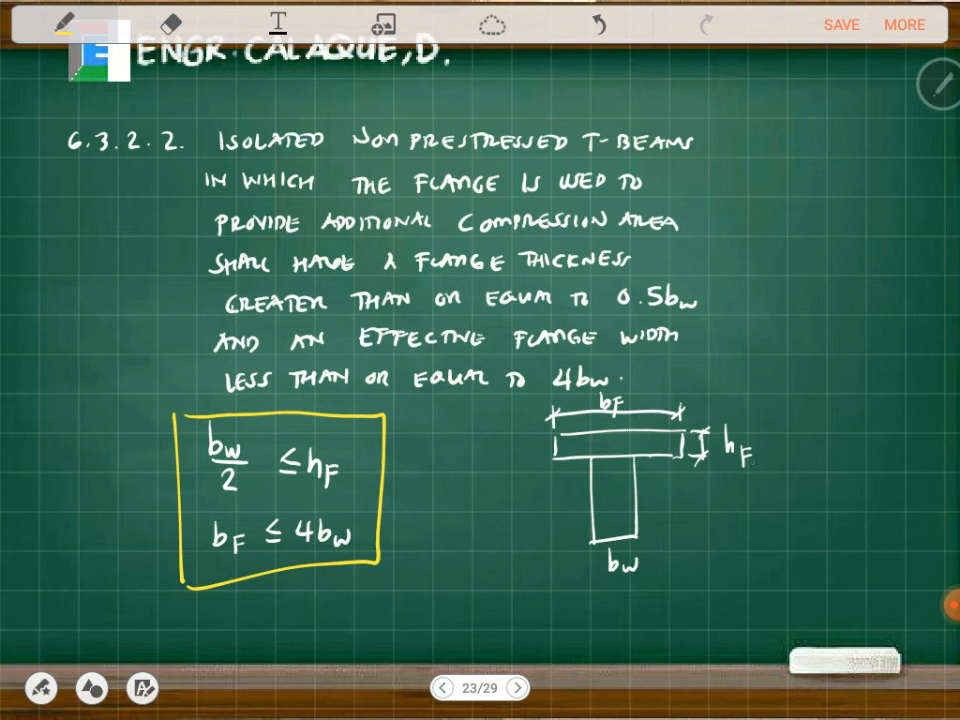 T
SAVE
MORE
E
ENGR. CALAQUE, D.
6.3.2.2. ISOLATED NON PRESTRESSED T-BEAMS
IN WHICH THE FLANGE IS USED TO
PROVIDE ADDITIONAL COMPRESSION AREA
SHALL HAVE A FLANGE THICKNESS
GREATER THAN OR EQUAL TO 0.5bw
AND AN EFFECTIVE FLANGE WIDTH
LESS THAN OR EQUAL TO 4bw.
bw/2 ≤ hF
bF ≤ 4bw
bF
hF
bw
23/29